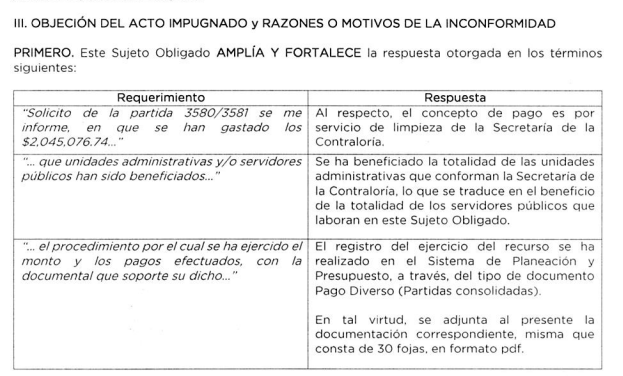 III. OBJECIÓN DEL ACTO IMPUGNADO y RAZONES O MOTIVOS DE LA INCONFORMIDAD
PRIMERO. Este Sujeto Obligado AMPLÍA Y FORTALECE la respuesta otorgada en los términos
siguientes:
Requerimiento
Respuesta
"Solicito de la partida 3580/3581 se me
informe, en que se han gastado los
$2,045,076.74..."
Al respecto, el concepto de pago es por
servicio de limpieza de la Secretaría de la
Contraloría.
"... que unidades administrativas y/o servidores
públicos han sido beneficiados..."
Se ha beneficiado la totalidad de las unidades
administrativas que conforman la Secretaría de
la Contraloría, lo que se traduce en el beneficio
de la totalidad de los servidores públicos que
laboran en este Sujeto Obligado.
"... el procedimiento por el cual se ha ejercido el
monto y los pagos efectuados, con la
documental que soporte su dicho..."
El registro del ejercicio del recurso se ha
realizado en el Sistema de Planeación y
Presupuesto, a través, del tipo de documento
Pago Diverso (Partidas consolidadas).
En tal virtud, se adjunta al presente la
documentación correspondiente, misma que
consta de 30 fojas, en formato pdf.